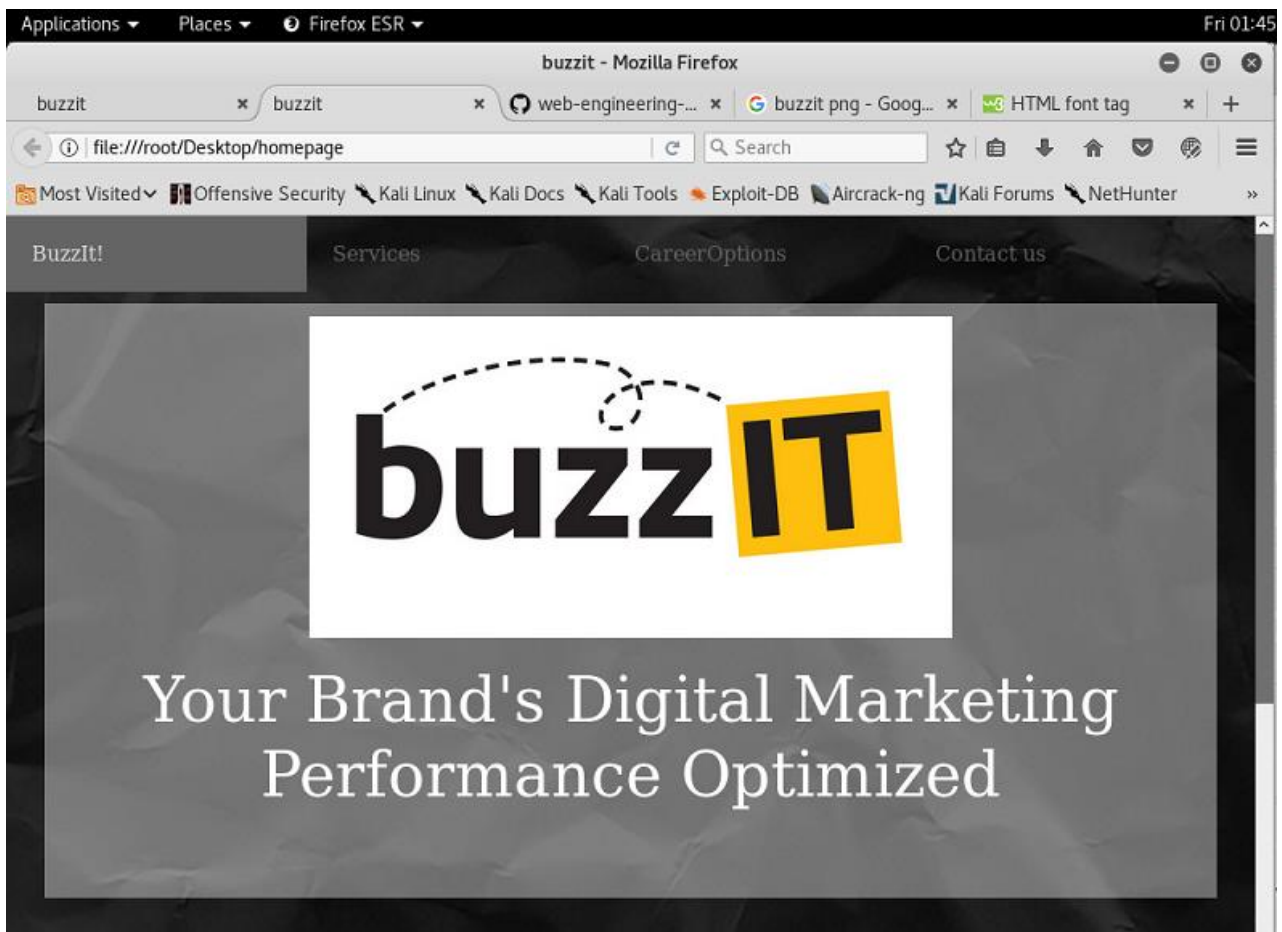 Applications Places Firefox ESR Fri 01:45
buzzit - Mozilla Firefox
buzzit buzzit web-engineering-... buzzit png - Goog... HTML font tag
file:///root/Desktop/homepage Search
Most Visited Offensive Security Kali Linux Kali Docs Kali Tools Exploit-DB Aircrack-ng Kali Forums NetHunter »
BuzzIt! Services CareerOptions Contact us
buzzIT
Your Brand's Digital Marketing
Performance Optimized